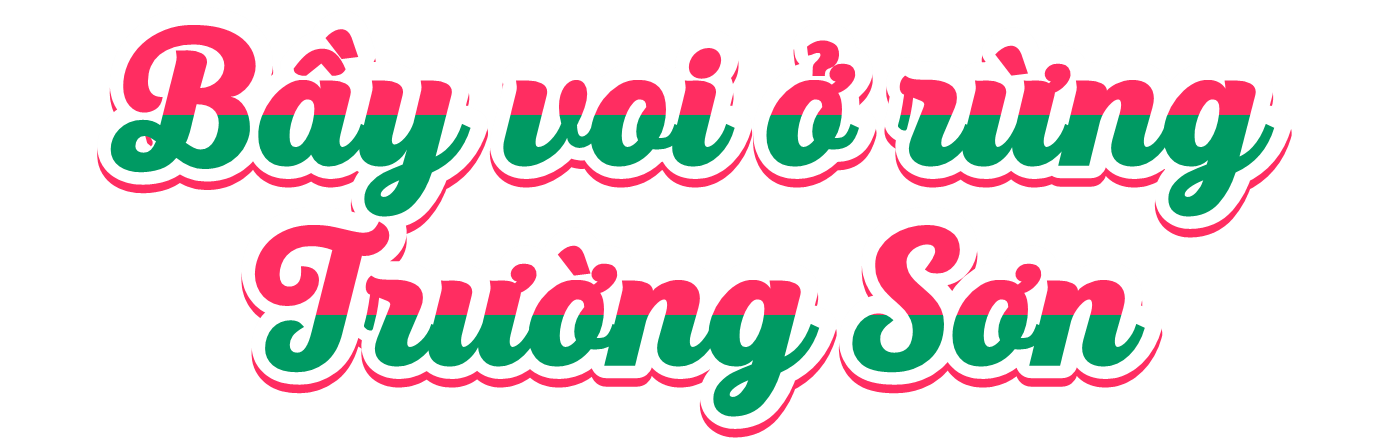 Bầy voi ở rừng
Trường Sơn